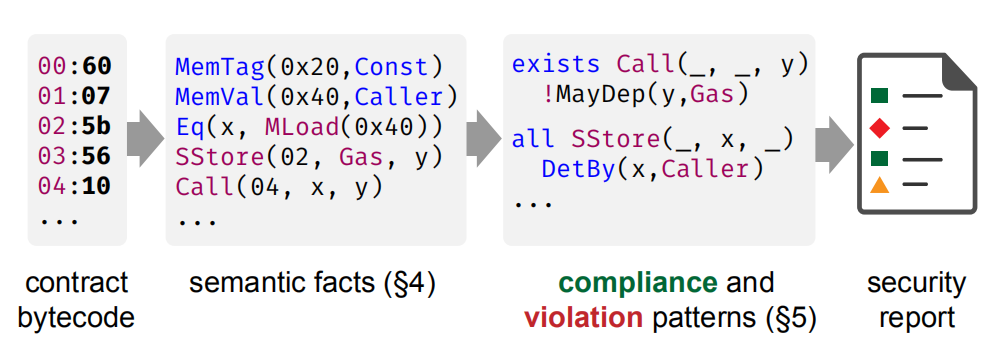 00:60
01:07
02:5b
03:56
04:10
...
contract
bytecode
MemTag(0x20,Const)
MemVal(0x40,Caller)
Eq(x, MLoad(0x40))
SStore(02, Gas, y)
Call(04, x, y)
...
semantic facts (§4)
exists Call(_, _, y)
!MayDep(y,Gas)
all SStore(_, x, _)
DetBy(x,Caller)
...
compliance and
violation patterns (§5)
security
report